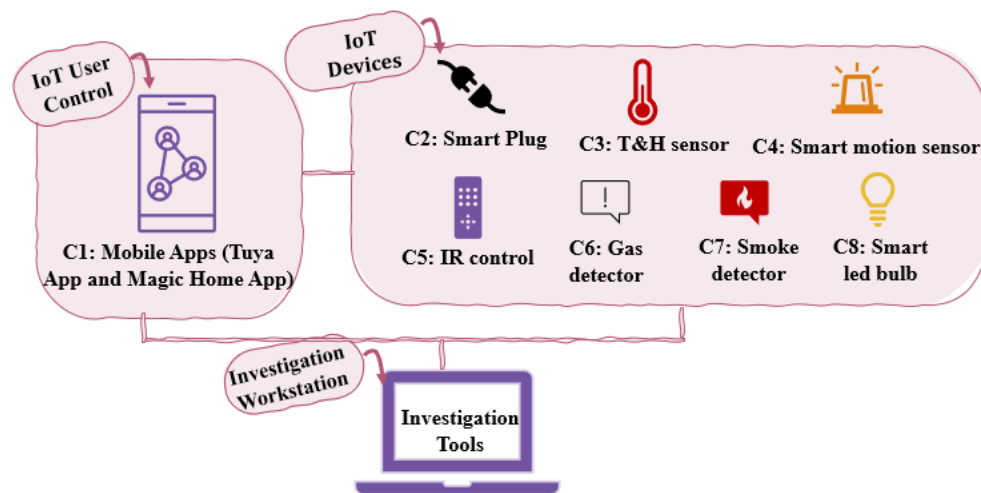 IoT User
Control
IoT
Devices
C2: Smart Plug
C3: T&H sensor
C4: Smart motion sensor
C1: Mobile Apps (Tuya
App and Magic Home App)
C5: IR control
C6: Gas
detector
C7: Smoke
detector
C8: Smart
led bulb
Investigation
Workstation
Investigation
Tools